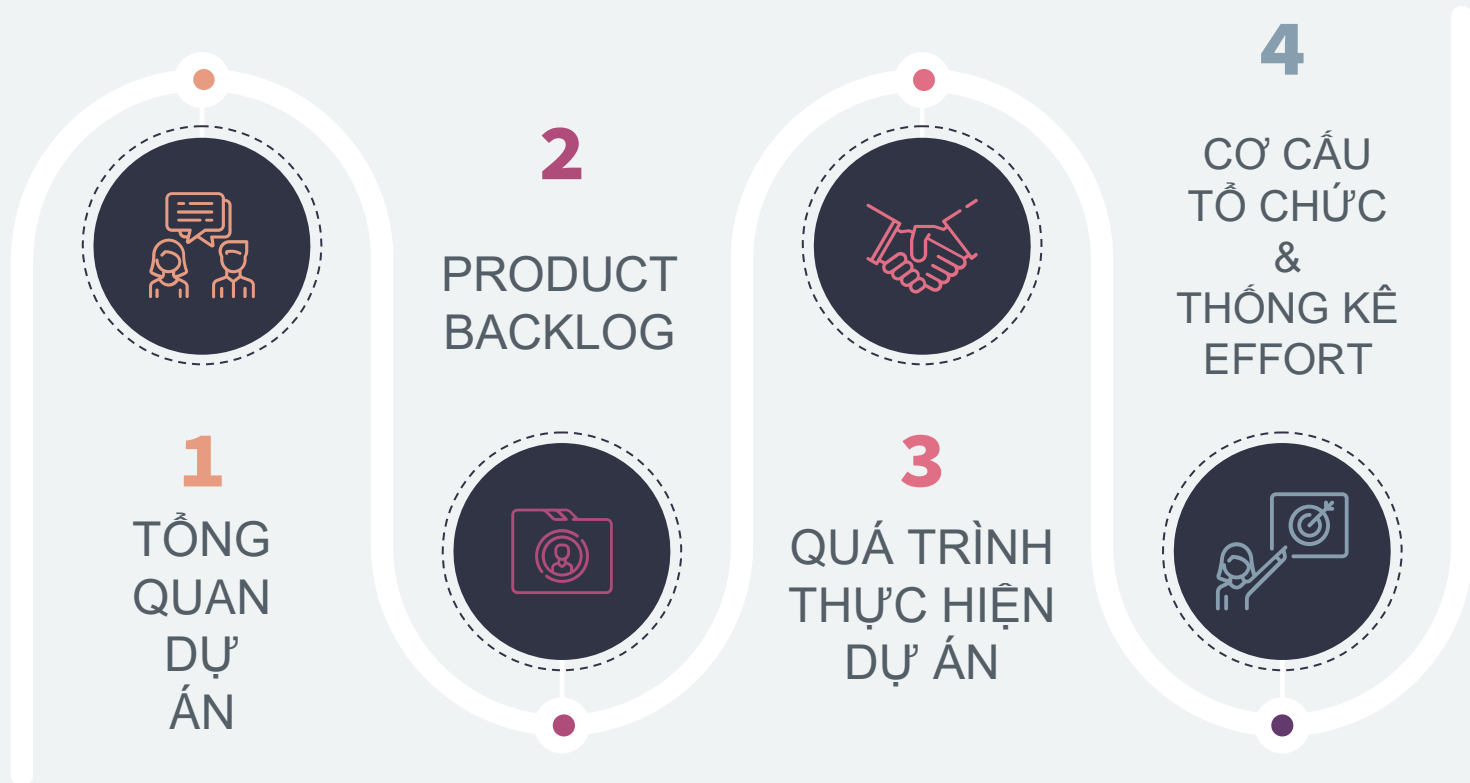 1
TỔNG
QUAN
DỰ
ÁN
2
PRODUCT
BACKLOG
3
QUÁ TRÌNH
THỰC HIỆN
DỰ ÁN
4
CƠ CẤU
TỔ CHỨC
&
THỐNG KÊ
EFFORT